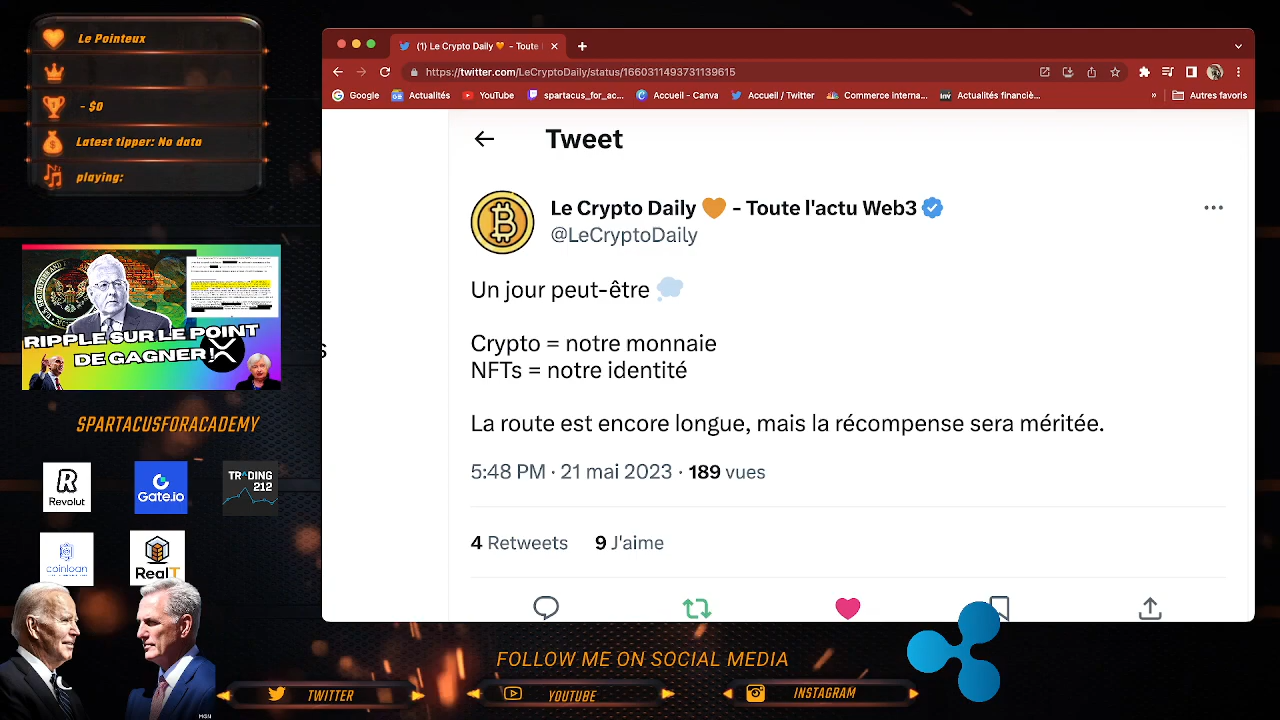 Le Pointeux
- $0
Latest tipper: No data
playing:
RIPPLE SUR LE POINT
DE GAGNER !
SPARTACUSFORACADEMY
Revolut
Gate.io
TRADING
212
coinloan
RealT
MGN
(1) Le Crypto Daily 🧡 – Toute
https://twitter.com/LeCryptoDaily/status/1660311493731139615
Google
Actualités
YouTube
spartacus_for_ac...
Accueil - Canva
Accueil / Twitter
Commerce interna...
Actualités financiè...
»
Autres favoris
Tweet
Le Crypto Daily 🧡 - Toute l'actu Web3
@LeCryptoDaily
Un jour peut-être 💭
Crypto = notre monnaie
NFTs = notre identité
La route est encore longue, mais la récompense sera méritée.
5:48 PM · 21 mai 2023 · 189 vues
4 Retweets 9 J'aime
FOLLOW ME ON SOCIAL MEDIA
TWITTER
YOUTUBE
INSTAGRAM